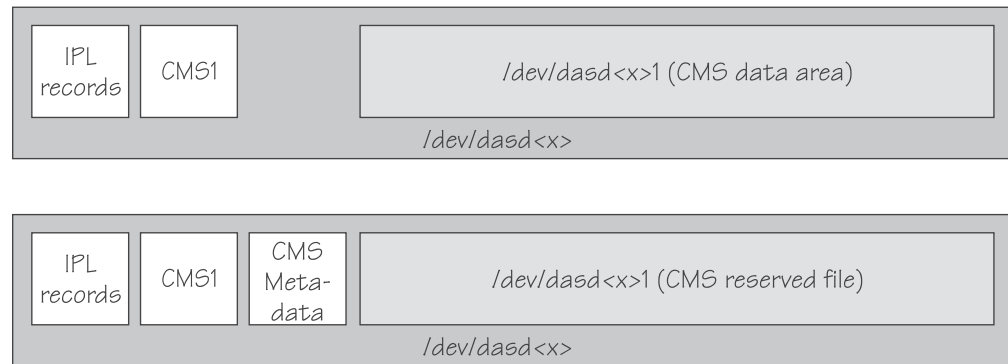 IPL
records
CMS1
/dev/dasd<x>1 (CMS data area)
/dev/dasd<x>
IPL
records
CMS1
CMS
Meta-
data
/dev/dasd<x>1 (CMS reserved file)
/dev/dasd<x>